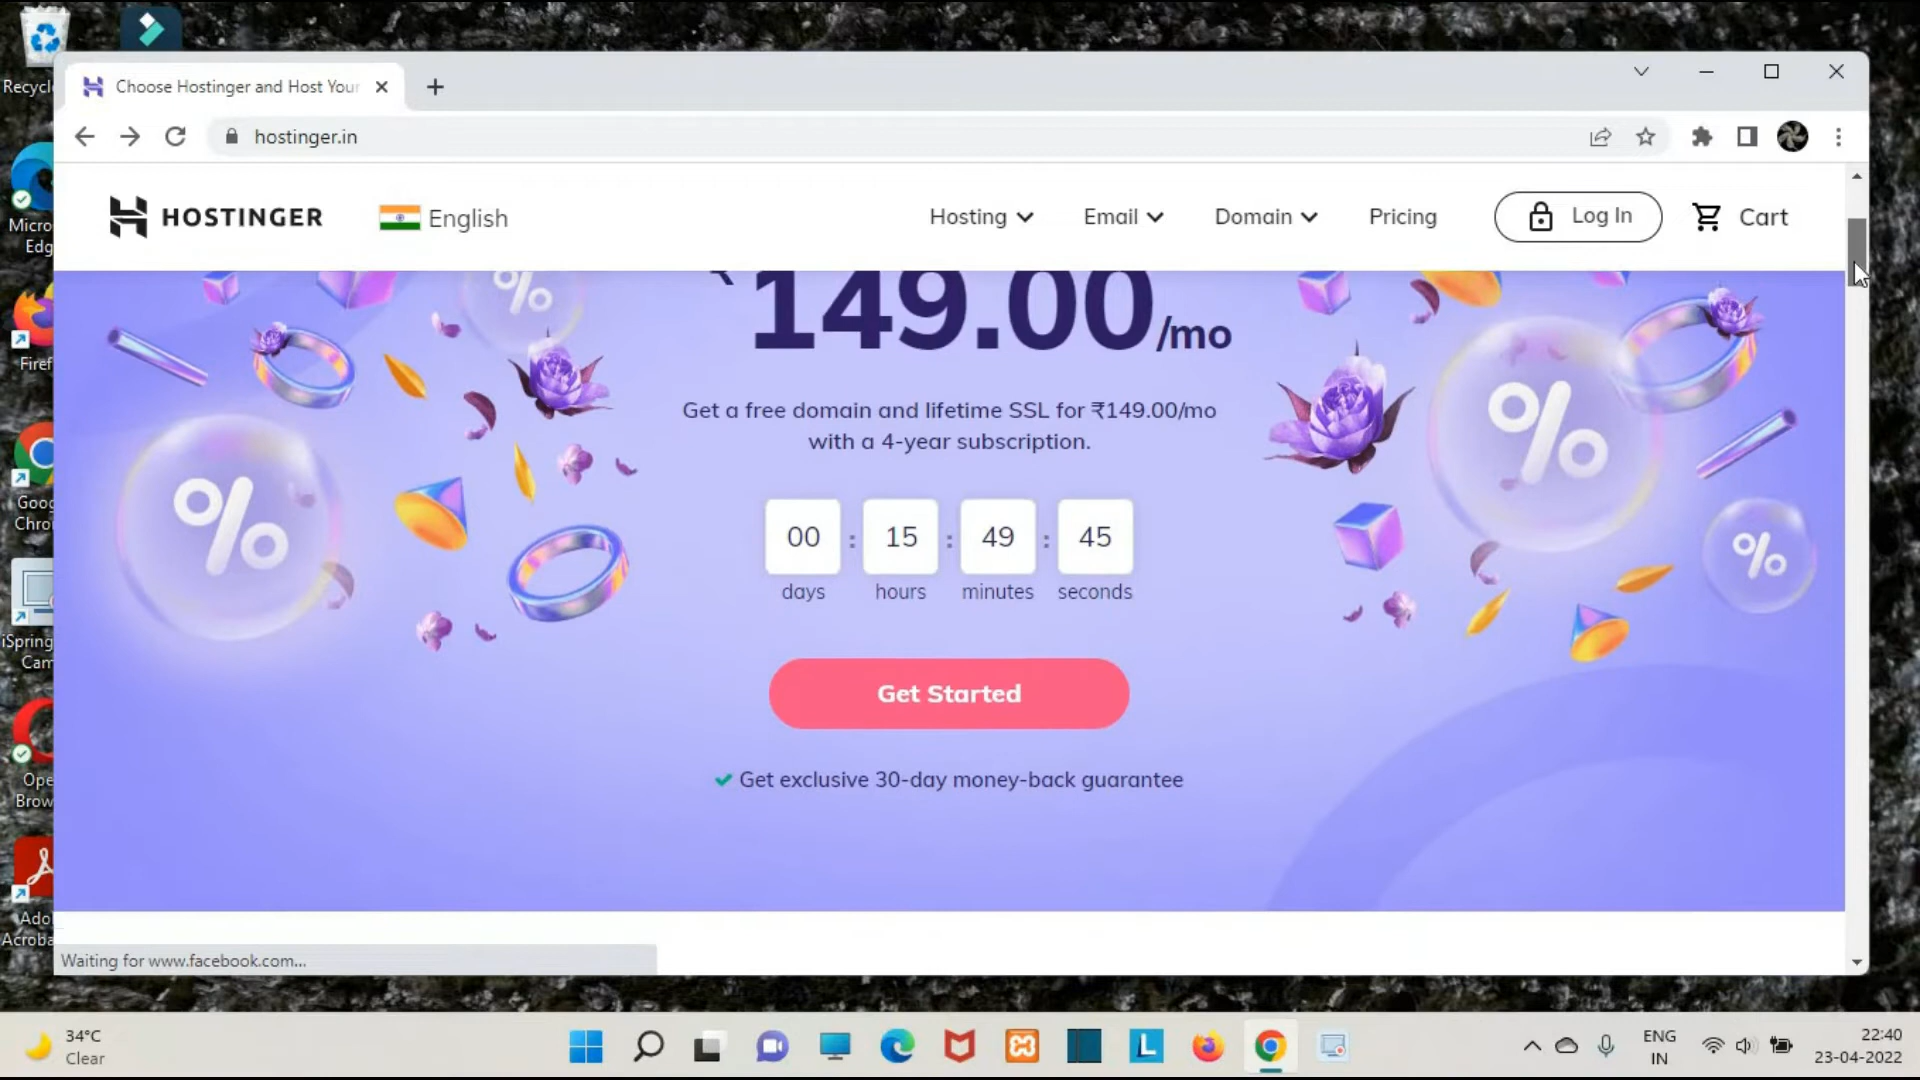 Recycl
Choose Hostinger and Host Your
hostinger.in
HOSTINGER
English
Hosting
Email
Domain
Pricing
Log In
Cart
Micro
Edg
Firef
Goog
Chro
iSpring
Cam
Ope
Brow
Ado
Acroba
%
%
%
%
149.00/mo
Get a free domain and lifetime SSL for ₹149.00/mo
with a 4-year subscription.
00 : 15 : 49 : 45
days hours minutes seconds
Get Started
Get exclusive 30-day money-back guarantee
Waiting for www.facebook.com...
34°C
Clear
L
ENG
IN
22:40
23-04-2022